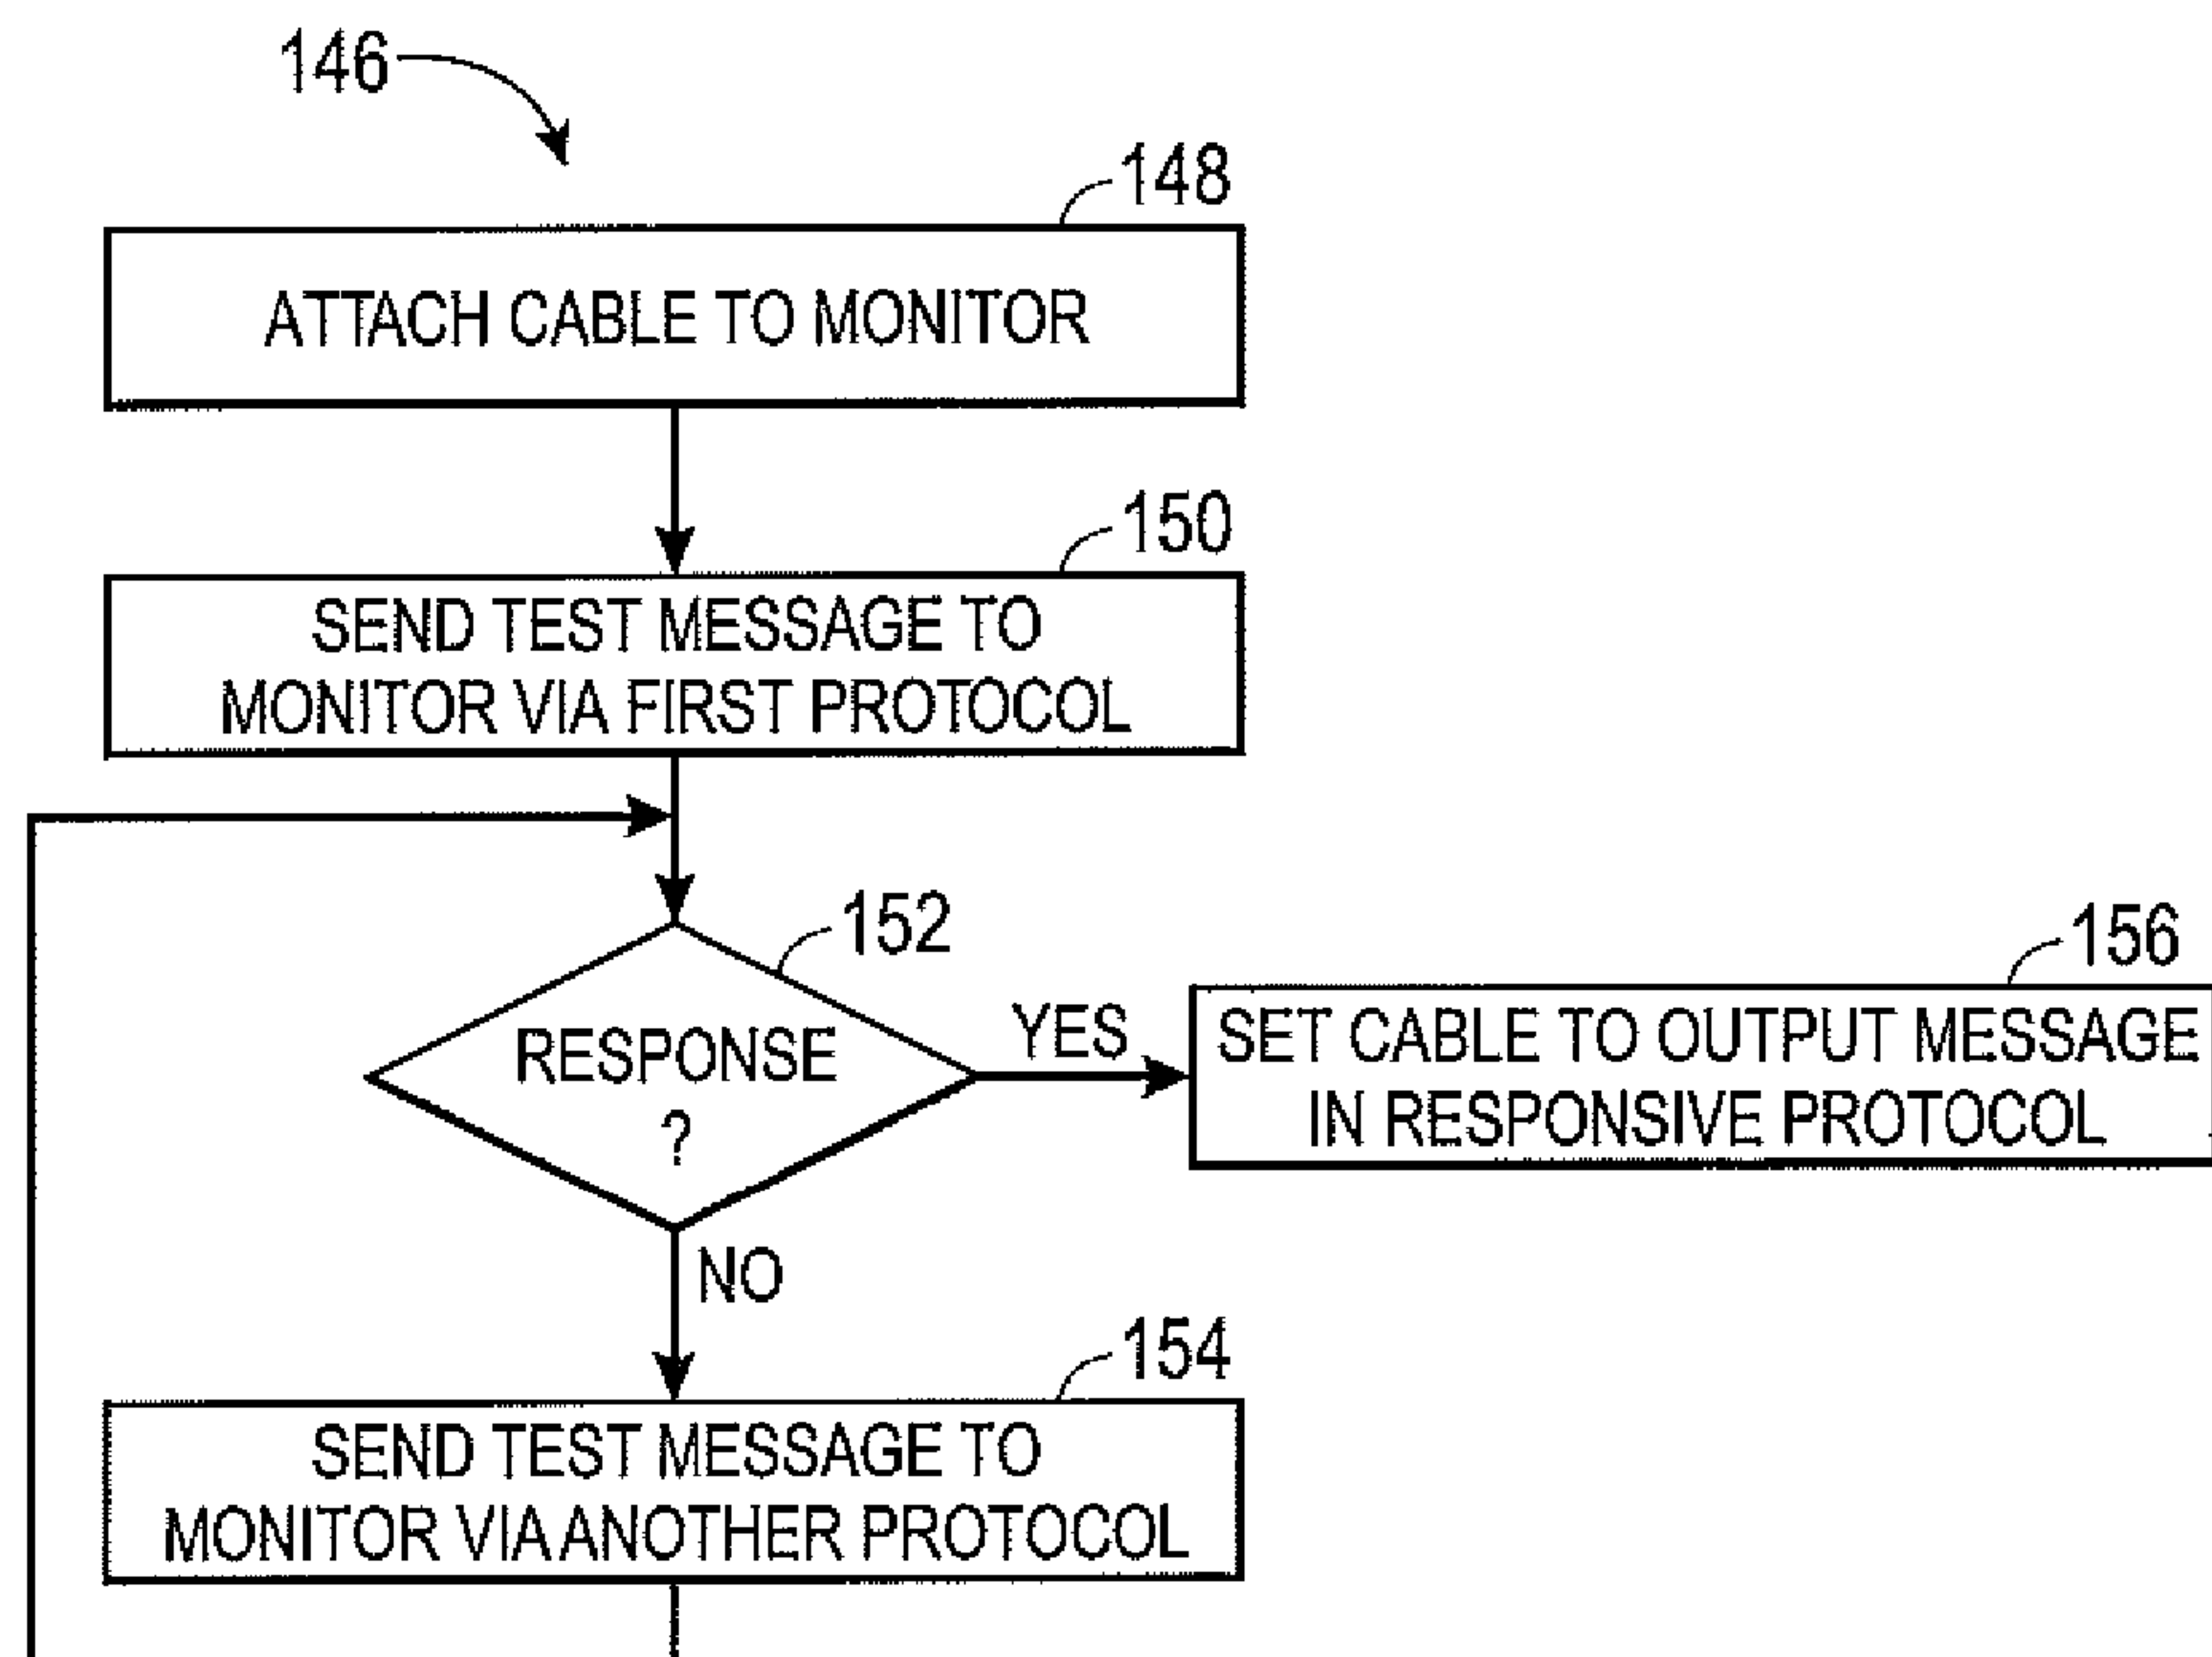 146
148
ATTACH CABLE TO MONITOR
150
SEND TEST MESSAGE TO
MONITOR VIA FIRST PROTOCOL
152
RESPONSE
?
YES
156
SET CABLE TO OUTPUT MESSAGE
IN RESPONSIVE PROTOCOL
NO
154
SEND TEST MESSAGE TO
MONITOR VIA ANOTHER PROTOCOL